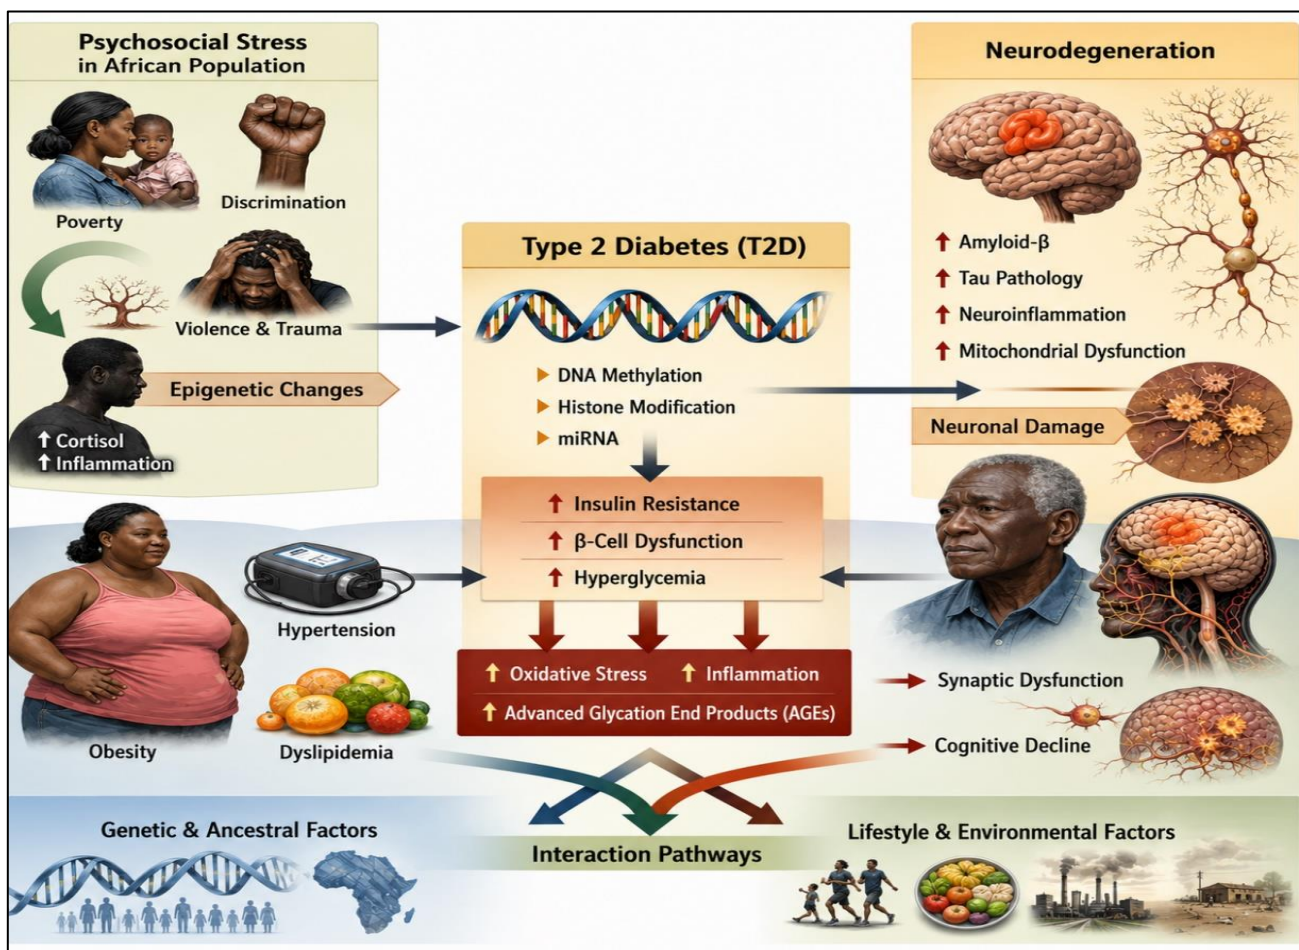 Psychosocial Stress
in African Population
Poverty
Discrimination
Violence & Trauma
Epigenetic Changes
↑ Cortisol
↑ Inflammation
Type 2 Diabetes (T2D)
▶ DNA Methylation
▶ Histone Modification
▶ miRNA
↑ Insulin Resistance
↑ β-Cell Dysfunction
↑ Hyperglycemia
↑ Oxidative Stress
↑ Inflammation
↑ Advanced Glycation End Products (AGEs)
Neurodegeneration
↑ Amyloid-β
↑ Tau Pathology
↑ Neuroinflammation
↑ Mitochondrial Dysfunction
Neuronal Damage
Hypertension
Obesity
Dyslipidemia
Synaptic Dysfunction
Cognitive Decline
Genetic & Ancestral Factors
Interaction Pathways
Lifestyle & Environmental Factors